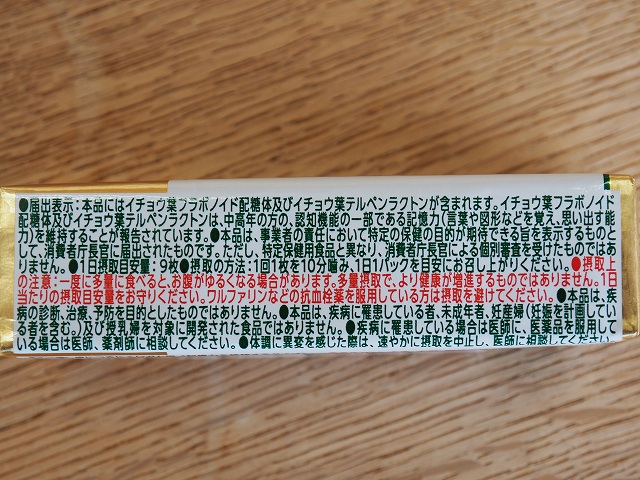 ●届出表示：本品にはイチョウ葉フラボノイド配糖体及びイチョウ葉テルペンラクトンが含まれます。イチョウ葉フラボノイド
配糖体及びイチョウ葉テルペンラクトンは、中高年の方の、認知機能の一部である記憶力（言葉や図形などを覚え、思い出す能
力）を維持することが報告されています。●本品は、事業者の責任において特定の保健の目的が期待できる旨を表示するものと
して、消費者庁長官に届出されたものです。ただし、特定保健用食品と異なり、消費者庁長官による個別審査を受けたものではあ
りません。●1日摂取目安量：9粒●摂取の方法：1回1粒を10分噛み、1日1パックを目安にお召し上がりください。●摂取上
の注意：一度に多量に食べると、お腹がゆるくなる場合があります。多量摂取で、より健康が増進するものではありません。1日
当たりの摂取目安量をお守りください。ワルファリンなどの抗血栓薬を服用している方は摂取を避けてください。●本品は、疾
病の診断、治療、予防を目的としたものではありません。●本品は、疾病に罹患している者、未成年者、妊産婦（妊娠を計画してい
る者を含む。）及び授乳婦を対象に開発された食品ではありません。●疾病に罹患している場合は医師に、医薬品を服用して
いる場合は医師、薬剤師に相談してください。●体調に異変を感じた際は、速やかに摂取を中止し、医師に相談してください。